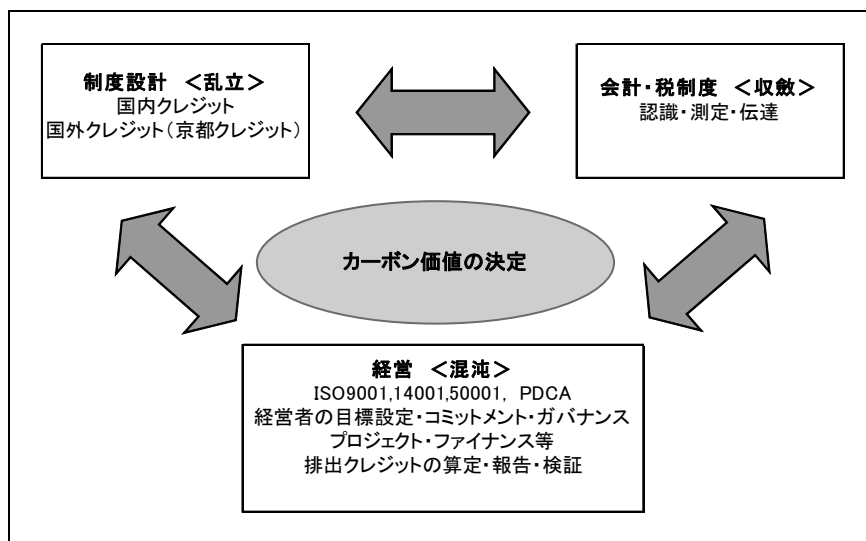 制度設計 ＜乱立＞
国内クレジット
国外クレジット（京都クレジット）
会計・税制度 ＜収斂＞
認識・測定・伝達
カーボン価値の決定
経営 ＜混沌＞
ISO9001,14001,50001, PDCA
経営者の目標設定・コミットメント・ガバナンス
プロジェクト・ファイナンス等
排出クレジットの算定・報告・検証